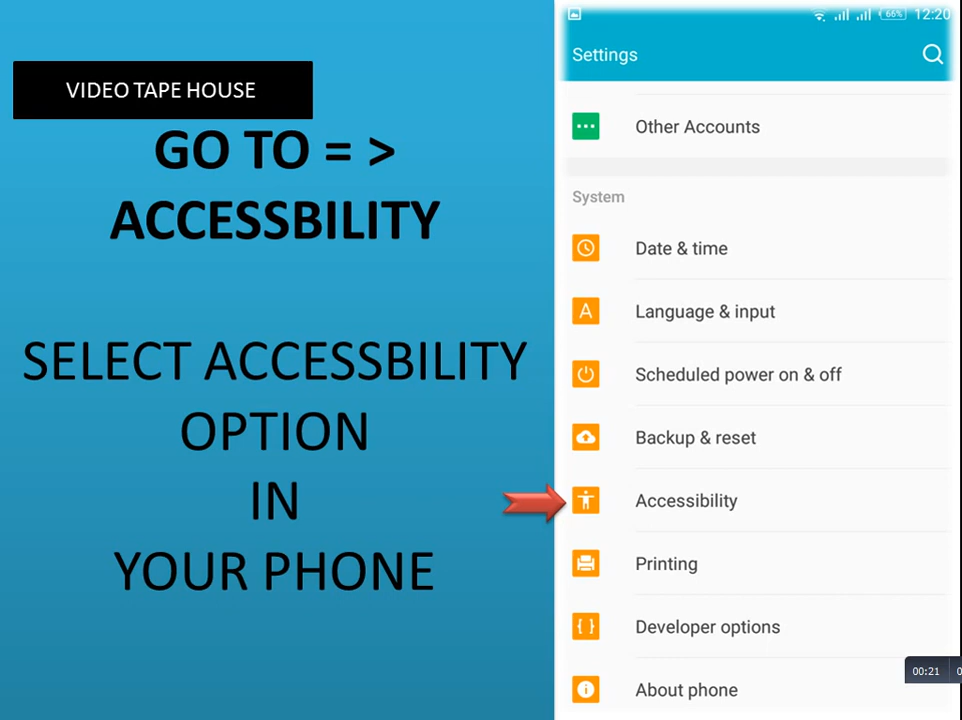 VIDEO TAPE HOUSE
GO TO = >
ACCESSBILITY
SELECT ACCESSBILITY
OPTION
IN
YOUR PHONE
66% 12:20
Settings
Other Accounts
System
Date & time
A Language & input
Scheduled power on & off
Backup & reset
Accessibility
Printing
{ } Developer options
About phone
00:21